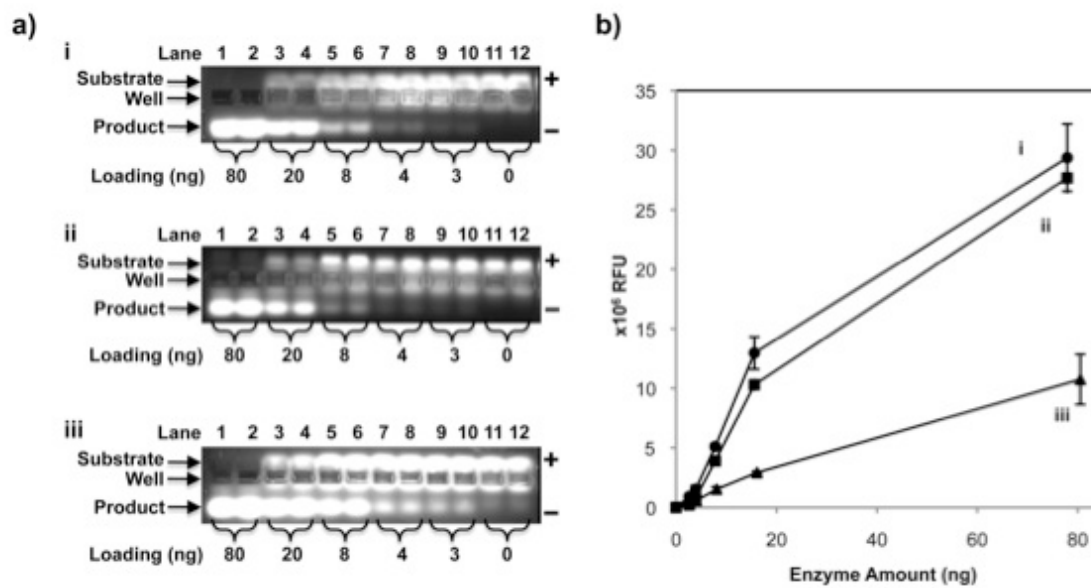 a)
i
Lane 1 2 3 4 5 6 7 8 9 10 11 12
Substrate +
Well
Product –
Loading (ng) 80 20 8 4 3 0
ii
Lane 1 2 3 4 5 6 7 8 9 10 11 12
Substrate +
Well
Product –
Loading (ng) 80 20 8 4 3 0
iii
Lane 1 2 3 4 5 6 7 8 9 10 11 12
Substrate +
Well
Product –
Loading (ng) 80 20 8 4 3 0
b)
x10⁶ RFU
35
30
25
20
15
10
5
0
i
ii
iii
0 20 40 60 80
Enzyme Amount (ng)